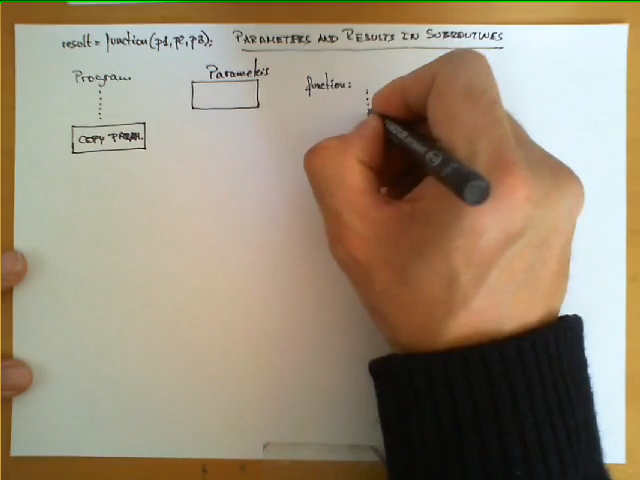 result = function(p1,p2,p3);
PARAMETERS AND RESULTS IN SUBROUTINES
Program
Parameters
function:
COPY PARAM.